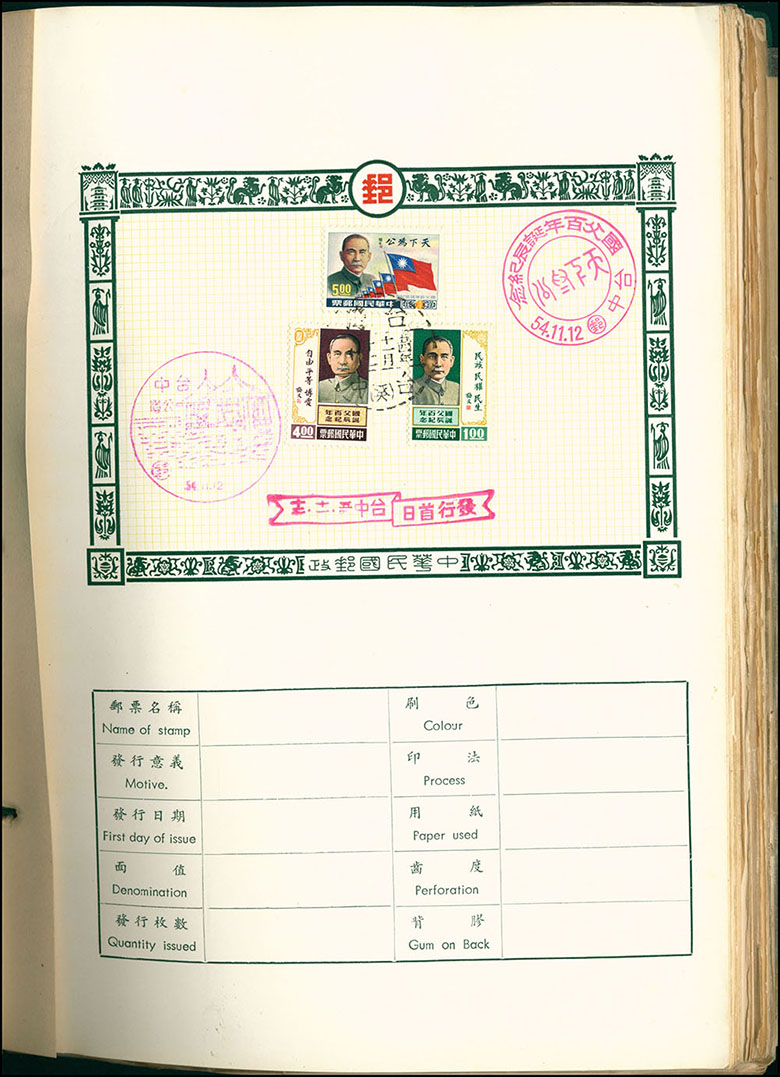 郵
天下為公
5.00
中華民國郵票
國父百年誕辰紀念
天下為公
台中
54.11.12
郵
自由 平等 博愛
國父百年
誕辰紀念
4.00
中華民國郵票
民族 民權 民生
國父百年
誕辰紀念
1.00
中華民國郵票
台中
54.11.12
發行首日
台中
中華民國郵政
郵票名稱
Name of stamp
刷色
Colour
發行意義
Motive.
印法
Process
發行日期
First day of issue
用紙
Paper used
面值
Denomination
齒度
Perforation
發行枚數
Quantity issued
背膠
Gum on Back